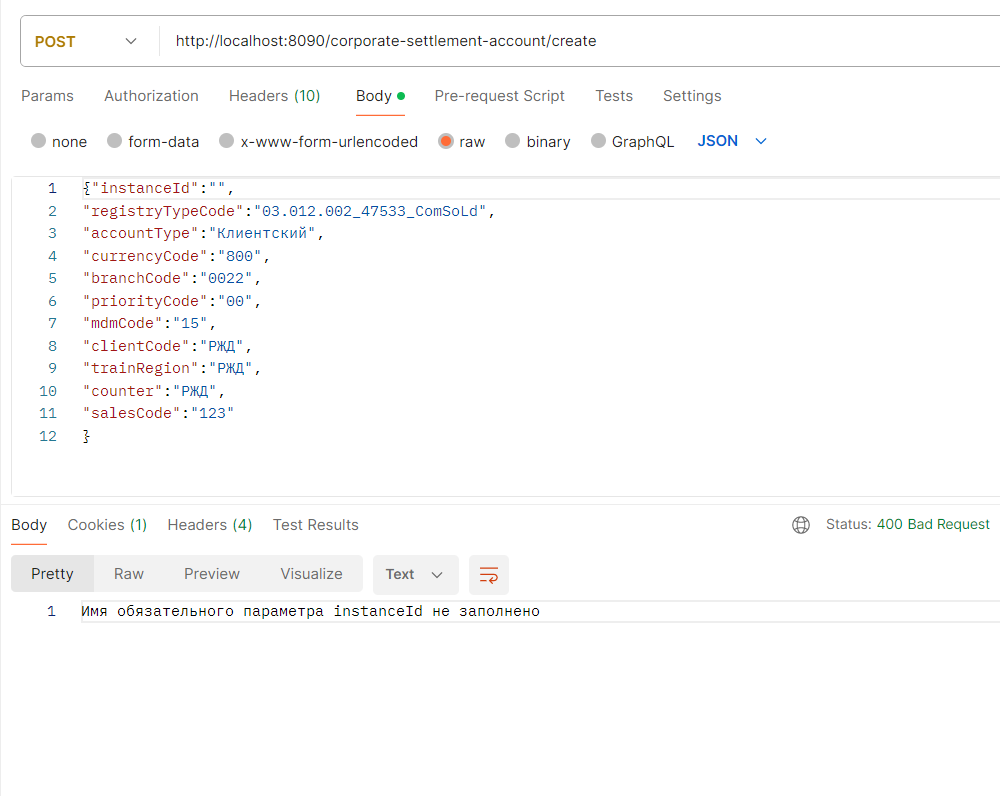 POST http://localhost:8090/corporate-settlement-account/create
Params Authorization Headers (10) Body Pre-request Script Tests Settings
none form-data x-www-form-urlencoded raw binary GraphQL JSON
1 {"instanceId":"",
2 "registryTypeCode":"03.012.002_47533_ComSoLd",
3 "accountType":"Клиентский",
4 "currencyCode":"800",
5 "branchCode":"0022",
6 "priorityCode":"00",
7 "mdmCode":"15",
8 "clientCode":"РЖД",
9 "trainRegion":"РЖД",
10 "counter":"РЖД",
11 "salesCode":"123"
12 }
Body Cookies (1) Headers (4) Test Results Status: 400 Bad Request
Pretty Raw Preview Visualize Text
1 Имя обязательного параметра instanceId не заполнено